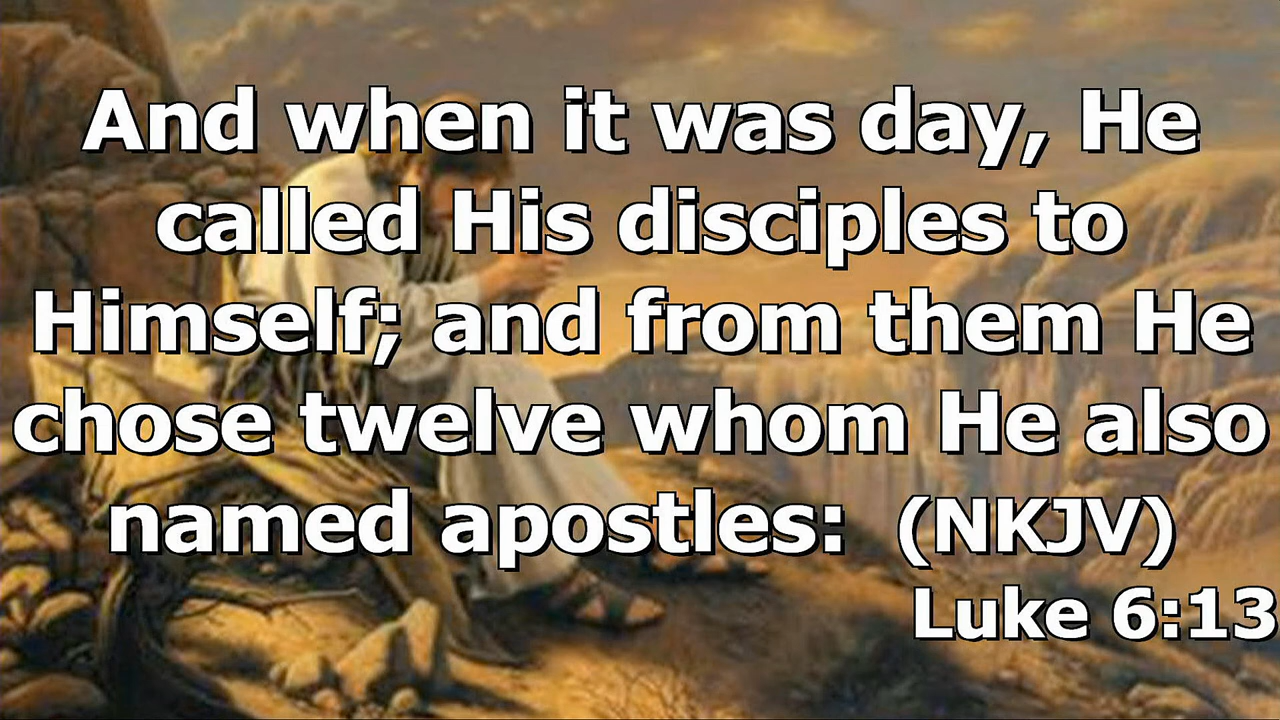 And when it was day, He
called His disciples to
Himself; and from them He
chose twelve whom He also
named apostles: (NKJV)
Luke 6:13